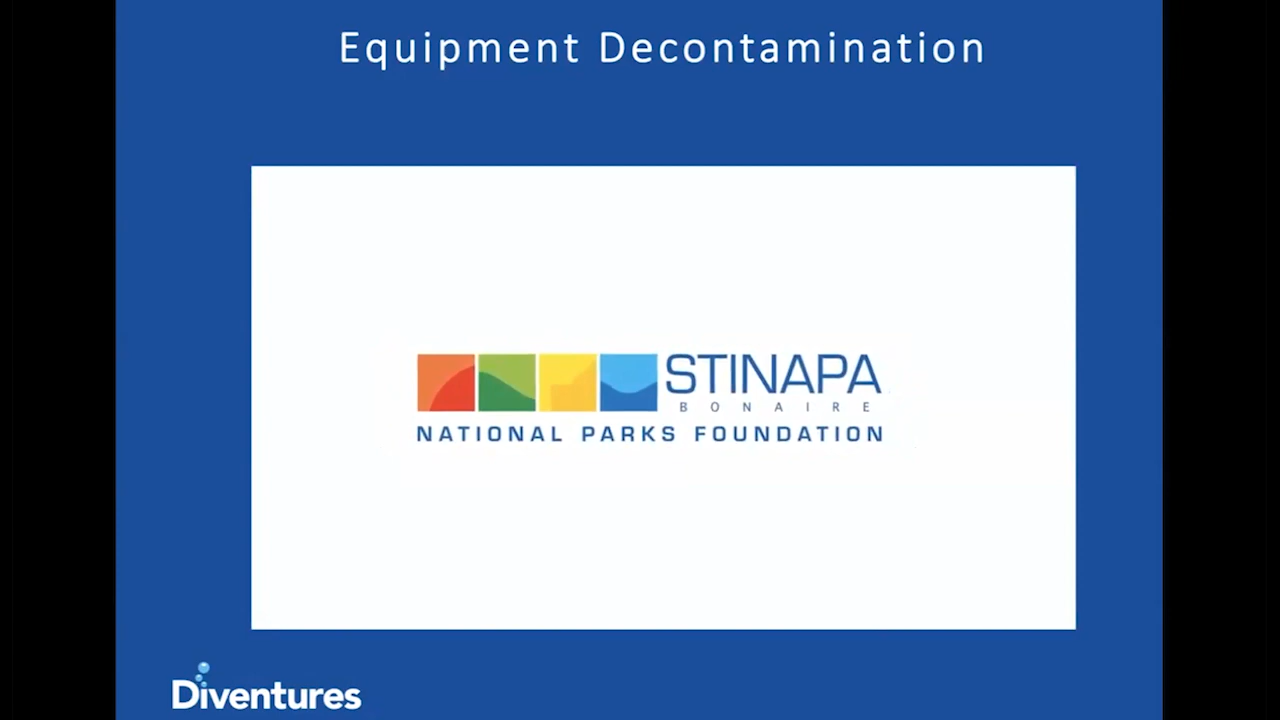 Equipment Decontamination
STINAPA
BONAIRE
NATIONAL PARKS FOUNDATION
Diventures